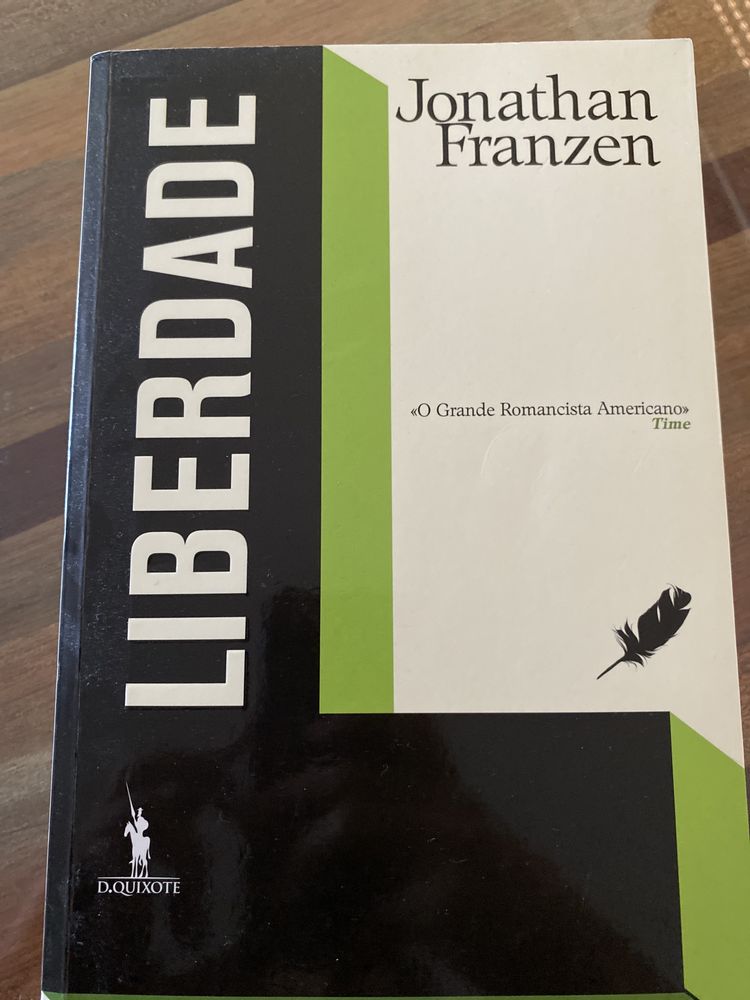 Jonathan
Franzen
LIBERDADE
«O Grande Romancista Americano»
Time
D.QUIXOTE